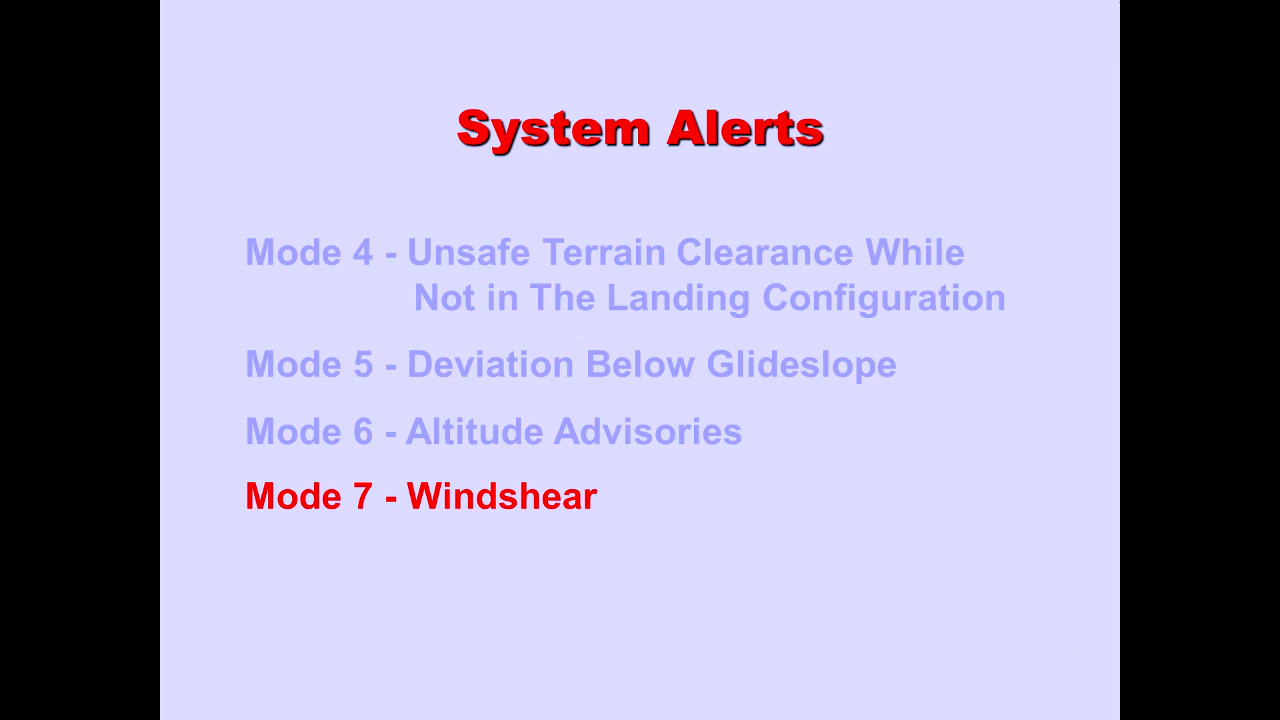 System Alerts
Mode 4 - Unsafe Terrain Clearance While
Not in The Landing Configuration
Mode 5 - Deviation Below Glideslope
Mode 6 - Altitude Advisories
Mode 7 - Windshear